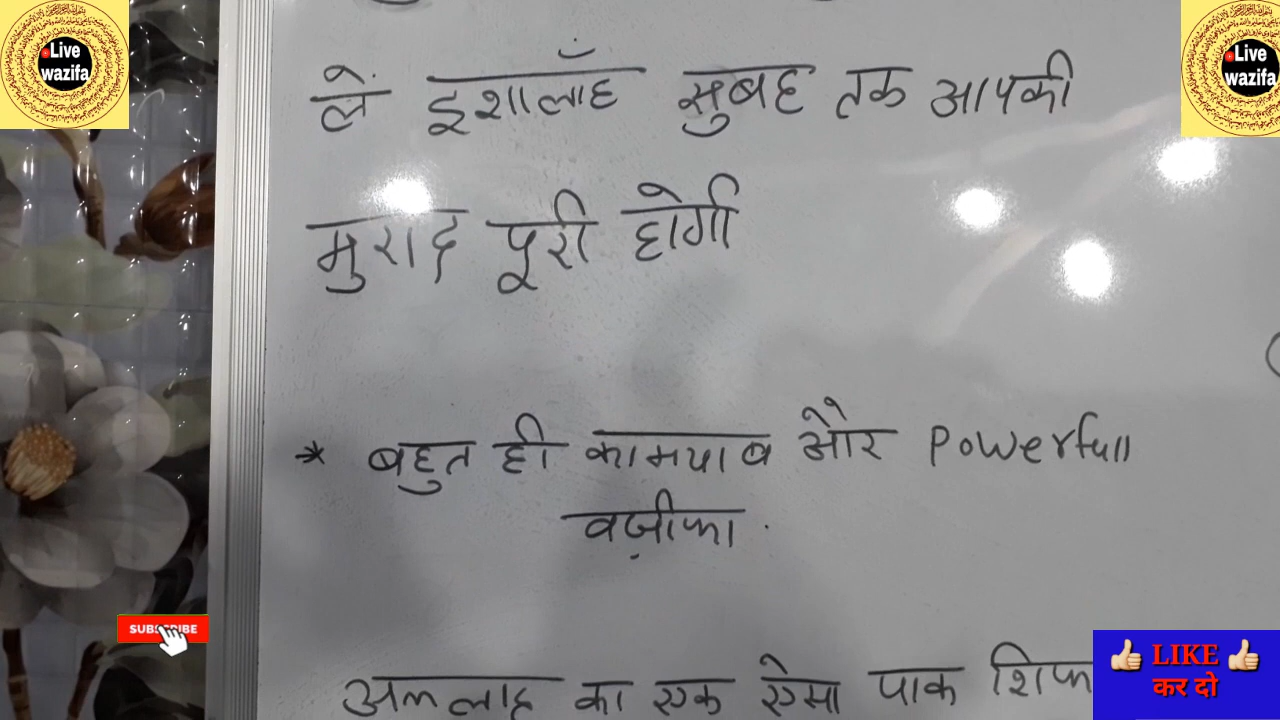 Live
wazifa
Live
wazifa
लें इंशालॉह सुबह तक आपकी
मुराद पूरी होगी
* बहुत ही कामयाब और Powerfull
वज़ीफा.
SUBSCRIBE
अल्लाह का एक ऐसा पाक
LIKE
कर दो